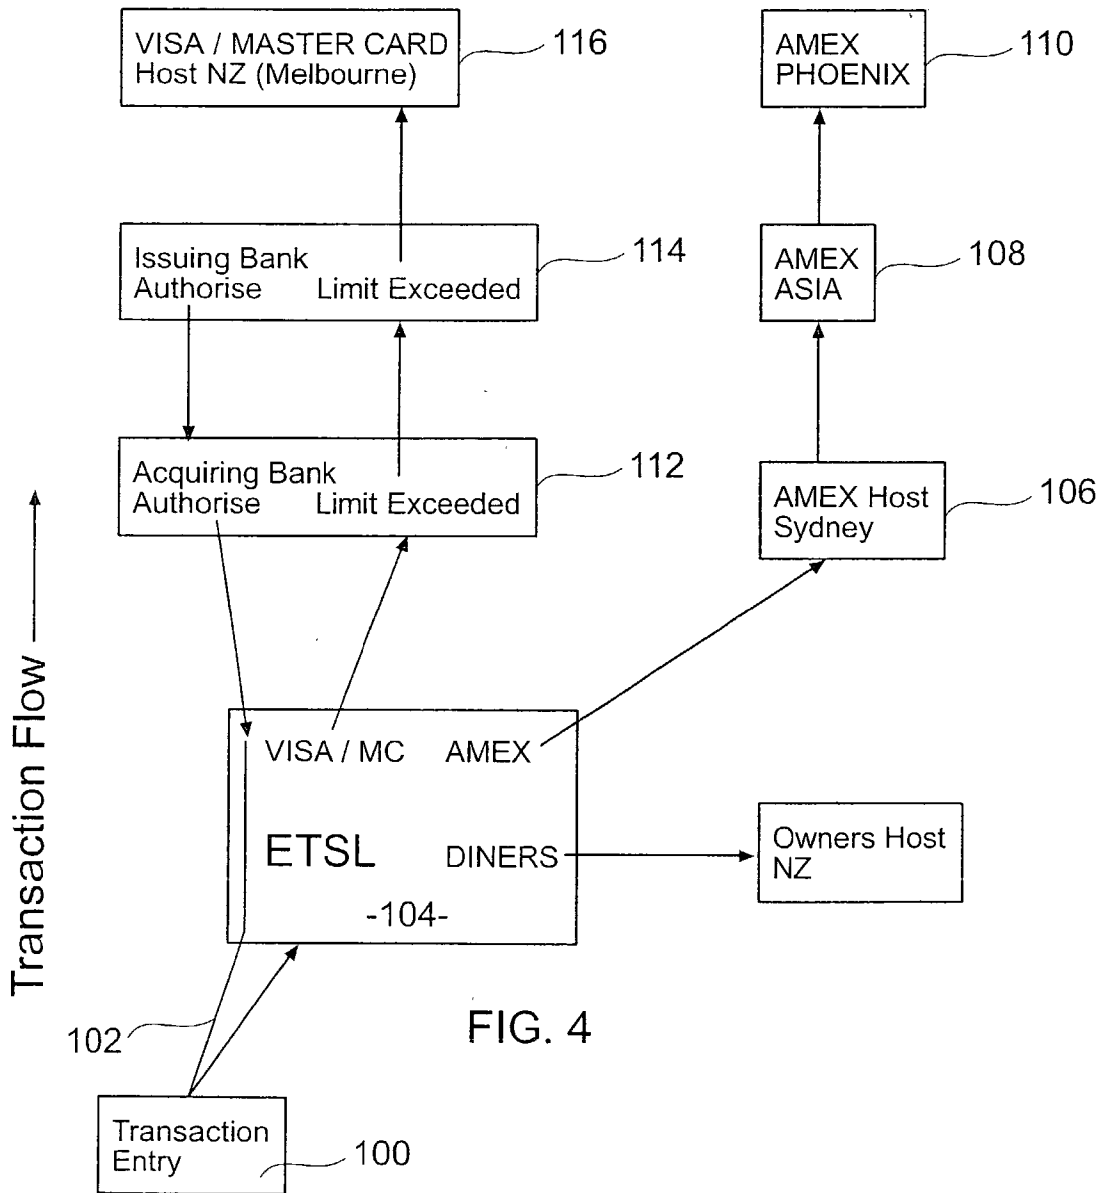 VISA / MASTER CARD
Host NZ (Melbourne)
116
AMEX
PHOENIX
110
Issuing Bank
Authorise Limit Exceeded
114
AMEX
ASIA
108
Acquiring Bank
Authorise Limit Exceeded
112
AMEX Host
Sydney
106
Transaction Flow
VISA / MC AMEX
ETSL DINERS
-104-
Owners Host
NZ
102
FIG. 4
Transaction
Entry
100